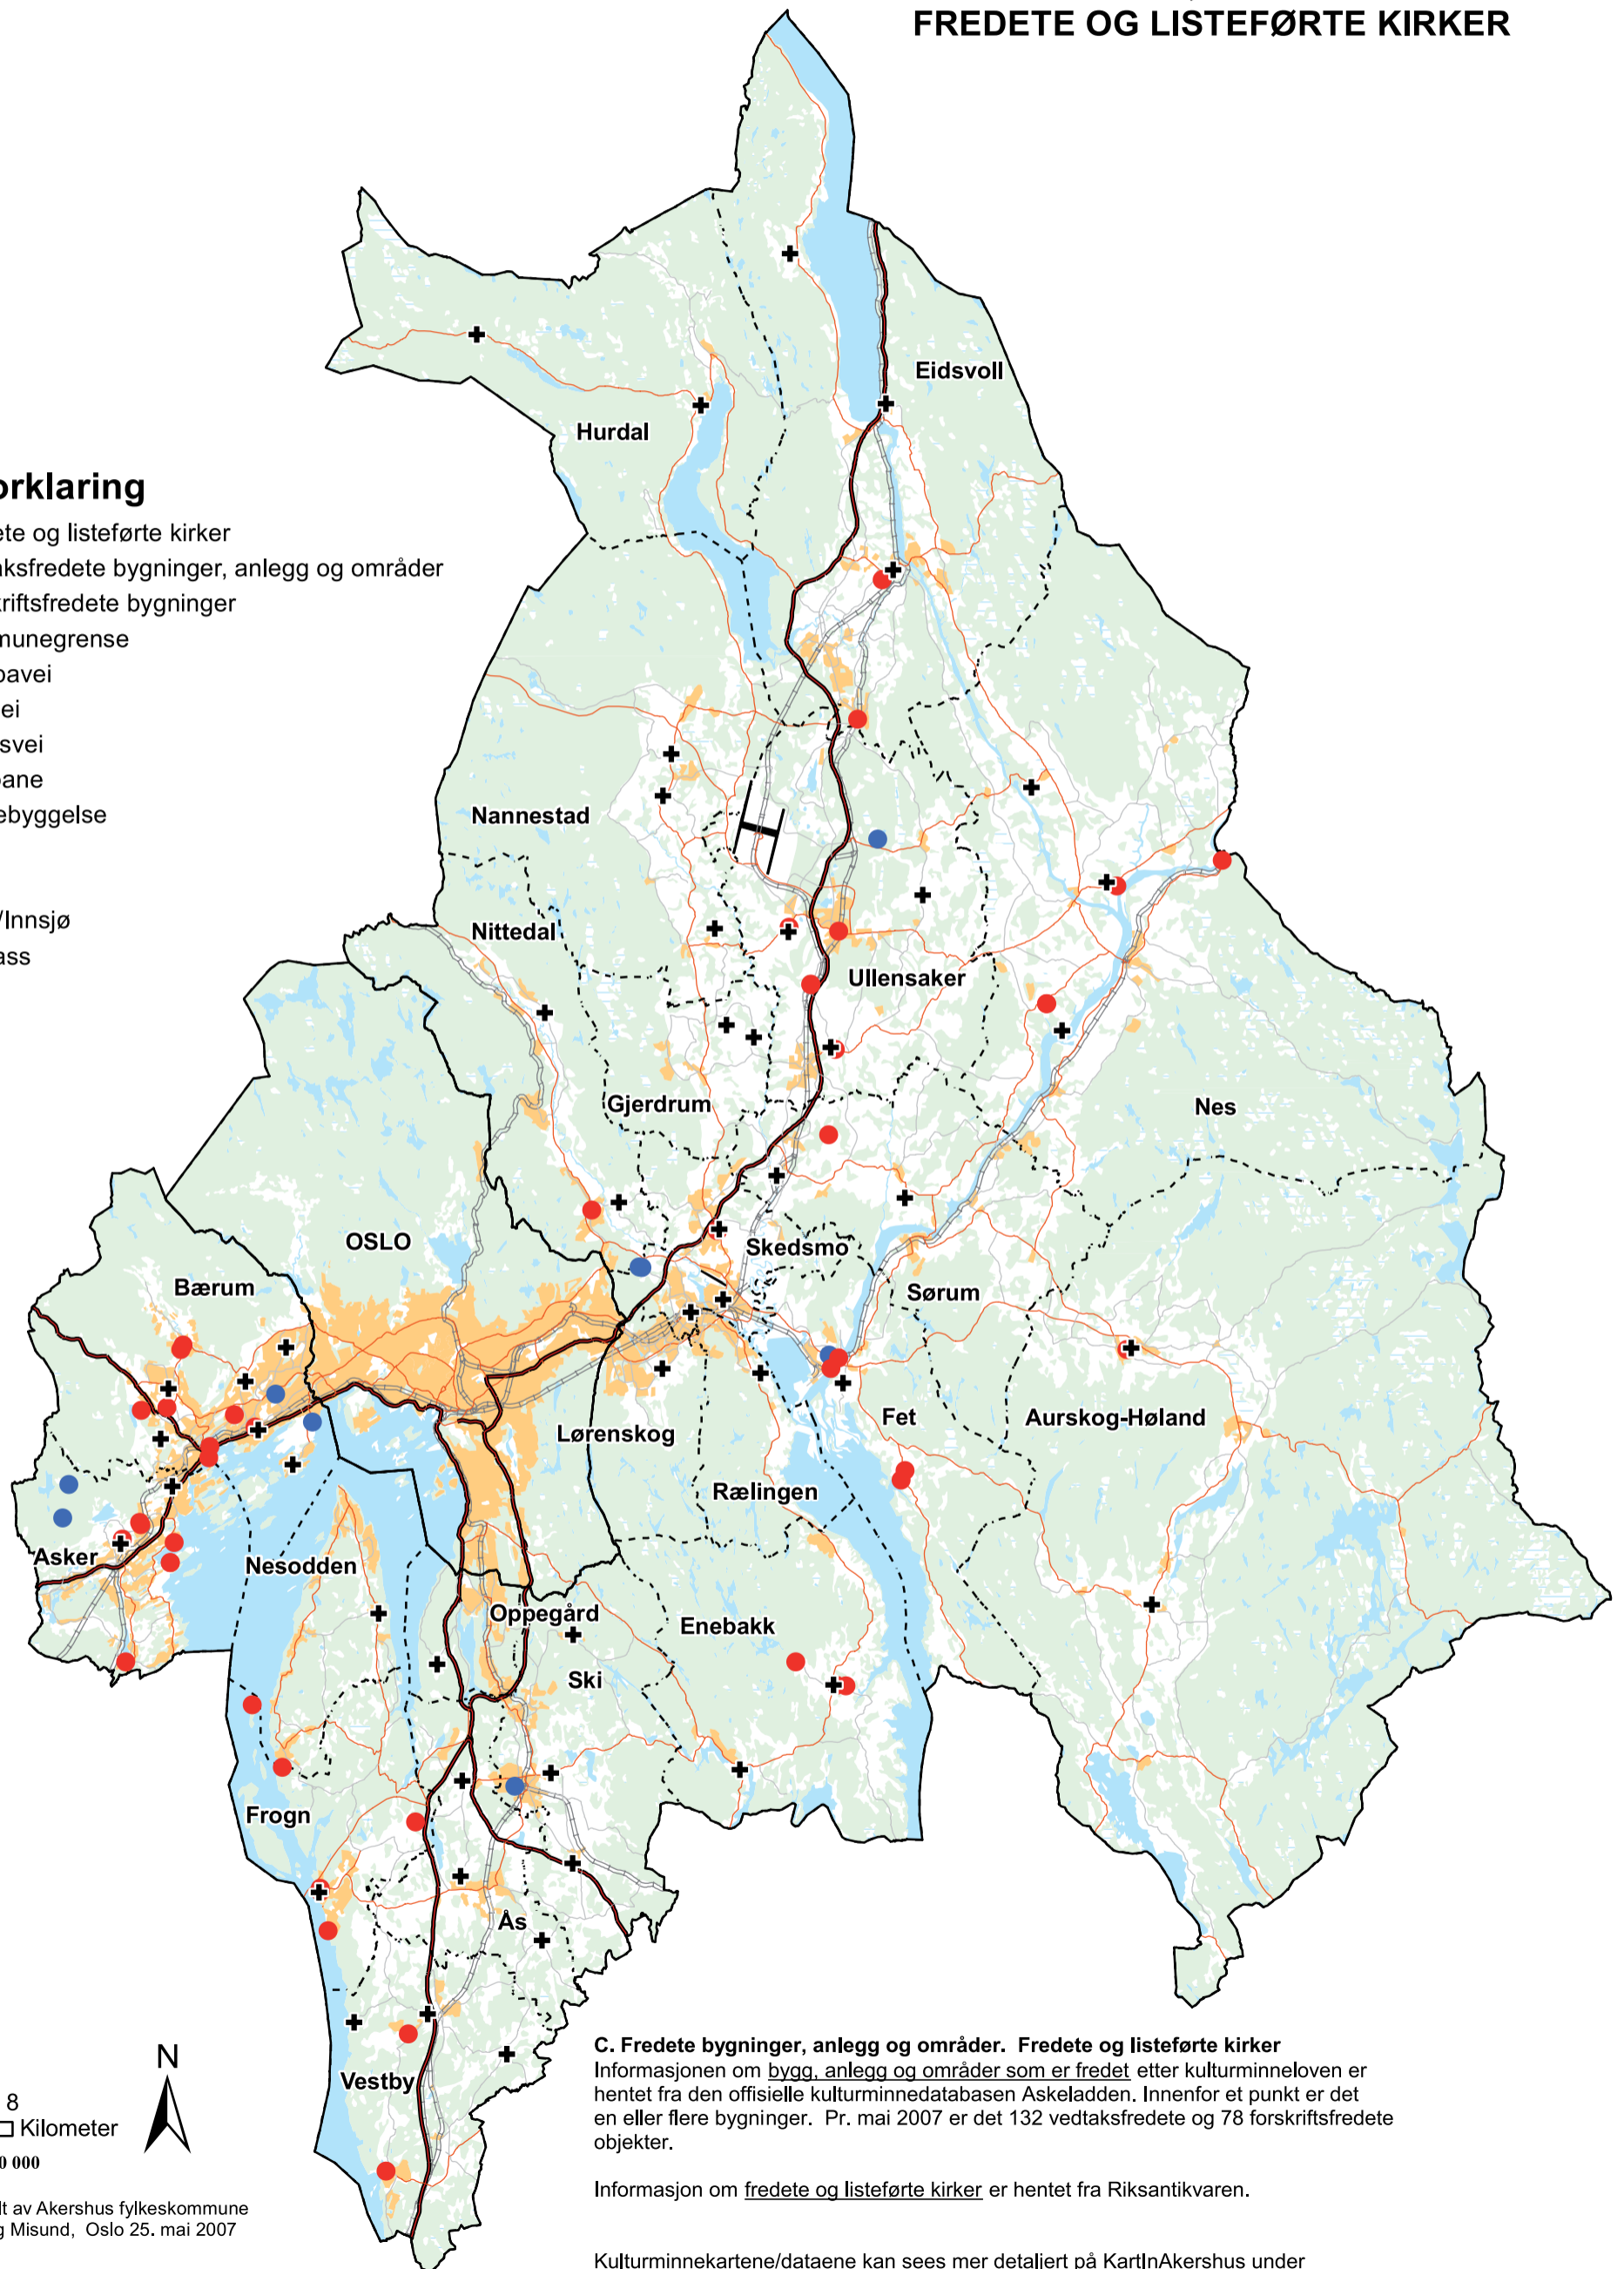 FREDETE OG LISTEFØRTE KIRKER
Eidsvoll
Hurdal
orklaring
ete og listeførte kirker
aksfredete bygninger, anlegg og områder
kriftsfredete bygninger
munegrense
pavei
ei
svei
bane
ebyggelse
/Innsjø
ass
Nannestad
Nittedal
Ullensaker
Gjerdrum
Nes
OSLO
Skedsmo
Bærum
Sørum
Lørenskog
Fet
Aurskog-Høland
Rælingen
Asker
Nesodden
Oppegård
Enebakk
Ski
Frogn
Ås
Vestby
N
8
Kilometer
0 000
lt av Akershus fylkeskommune
g Misund, Oslo 25. mai 2007
C. Fredete bygninger, anlegg og områder. Fredete og listeførte kirker
Informasjonen om bygg, anlegg og områder som er fredet etter kulturminneloven er
hentet fra den offisielle kulturminnedatabasen Askeladden. Innenfor et punkt er det
en eller flere bygninger. Pr. mai 2007 er det 132 vedtaksfredete og 78 forskriftsfredete
objekter.
Informasjon om fredete og listeførte kirker er hentet fra Riksantikvaren.
Kulturminnekartene/dataene kan sees mer detaljert på KartInAkershus under